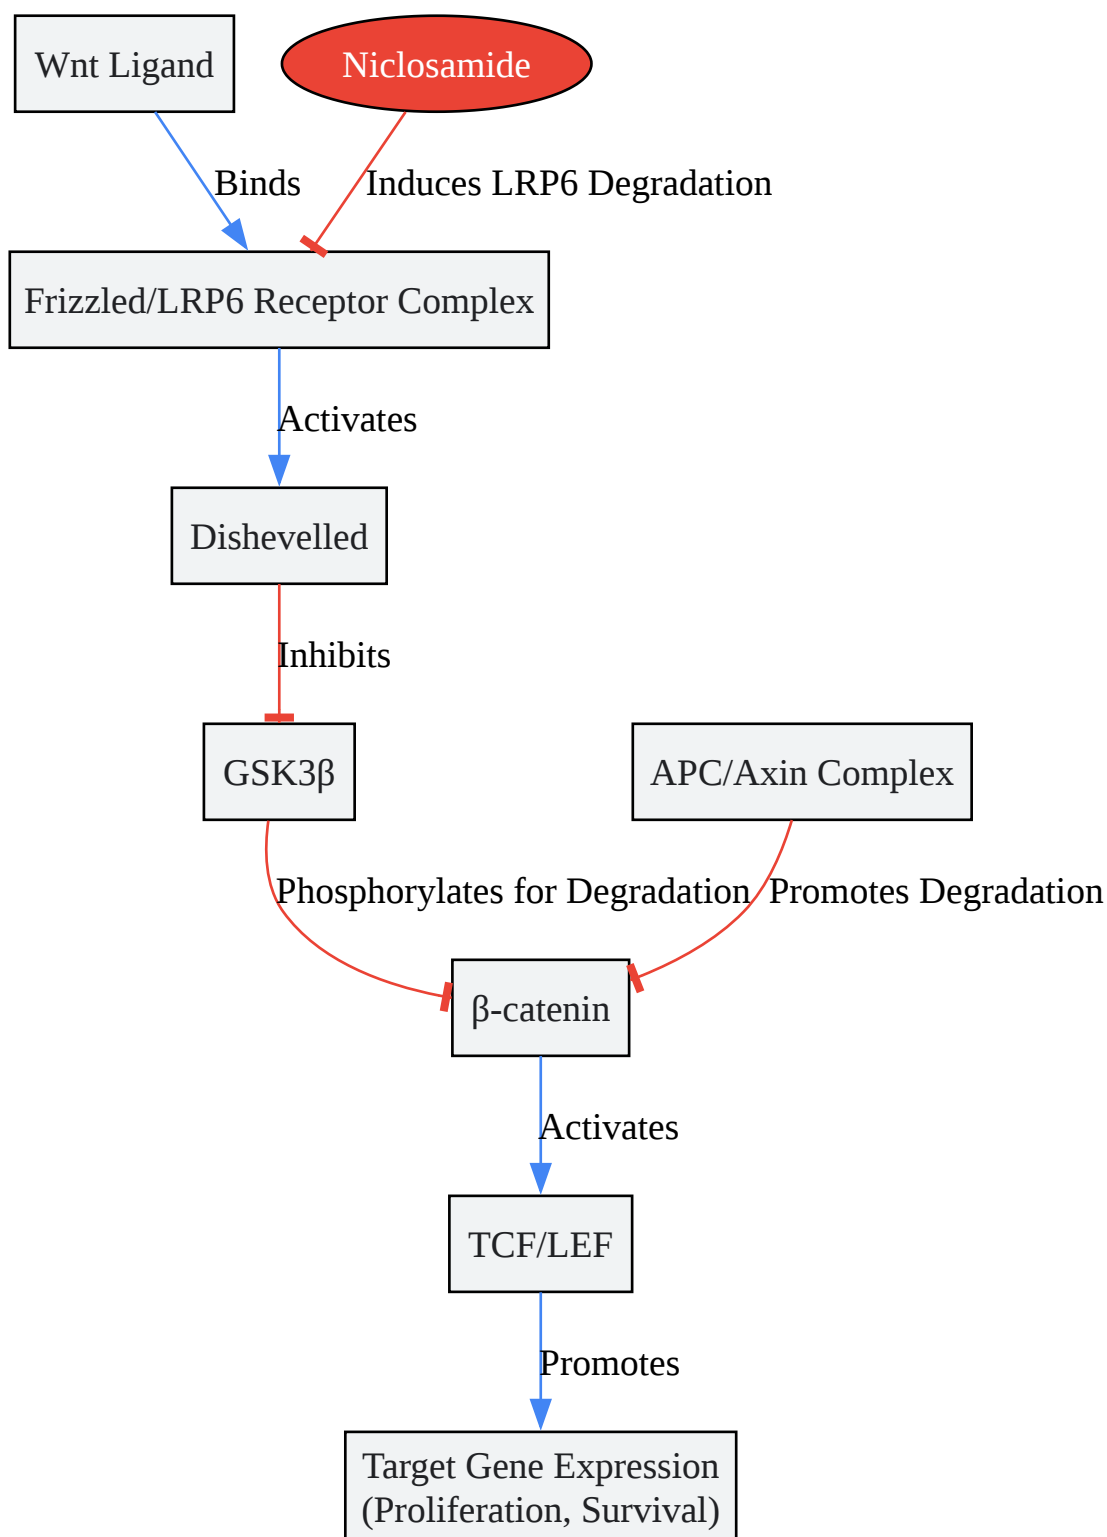 Wnt Ligand
Niclosamide
Binds
Induces LRP6 Degradation
Frizzled/LRP6 Receptor Complex
Activates
Dishevelled
Inhibits
GSK3β
APC/Axin Complex
Phosphorylates for Degradation
Promotes Degradation
β-catenin
Activates
TCF/LEF
Promotes
Target Gene Expression
(Proliferation, Survival)